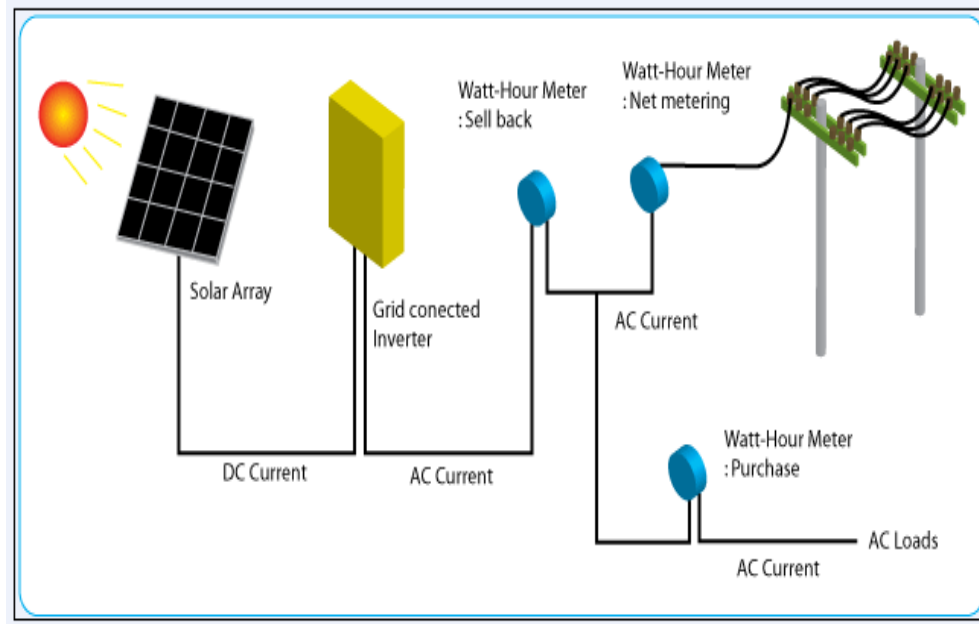 Watt-Hour Meter
: Sell back
Watt-Hour Meter
: Net metering
Solar Array
Grid conected
Inverter
AC Current
DC Current
AC Current
Watt-Hour Meter
: Purchase
AC Loads
AC Current